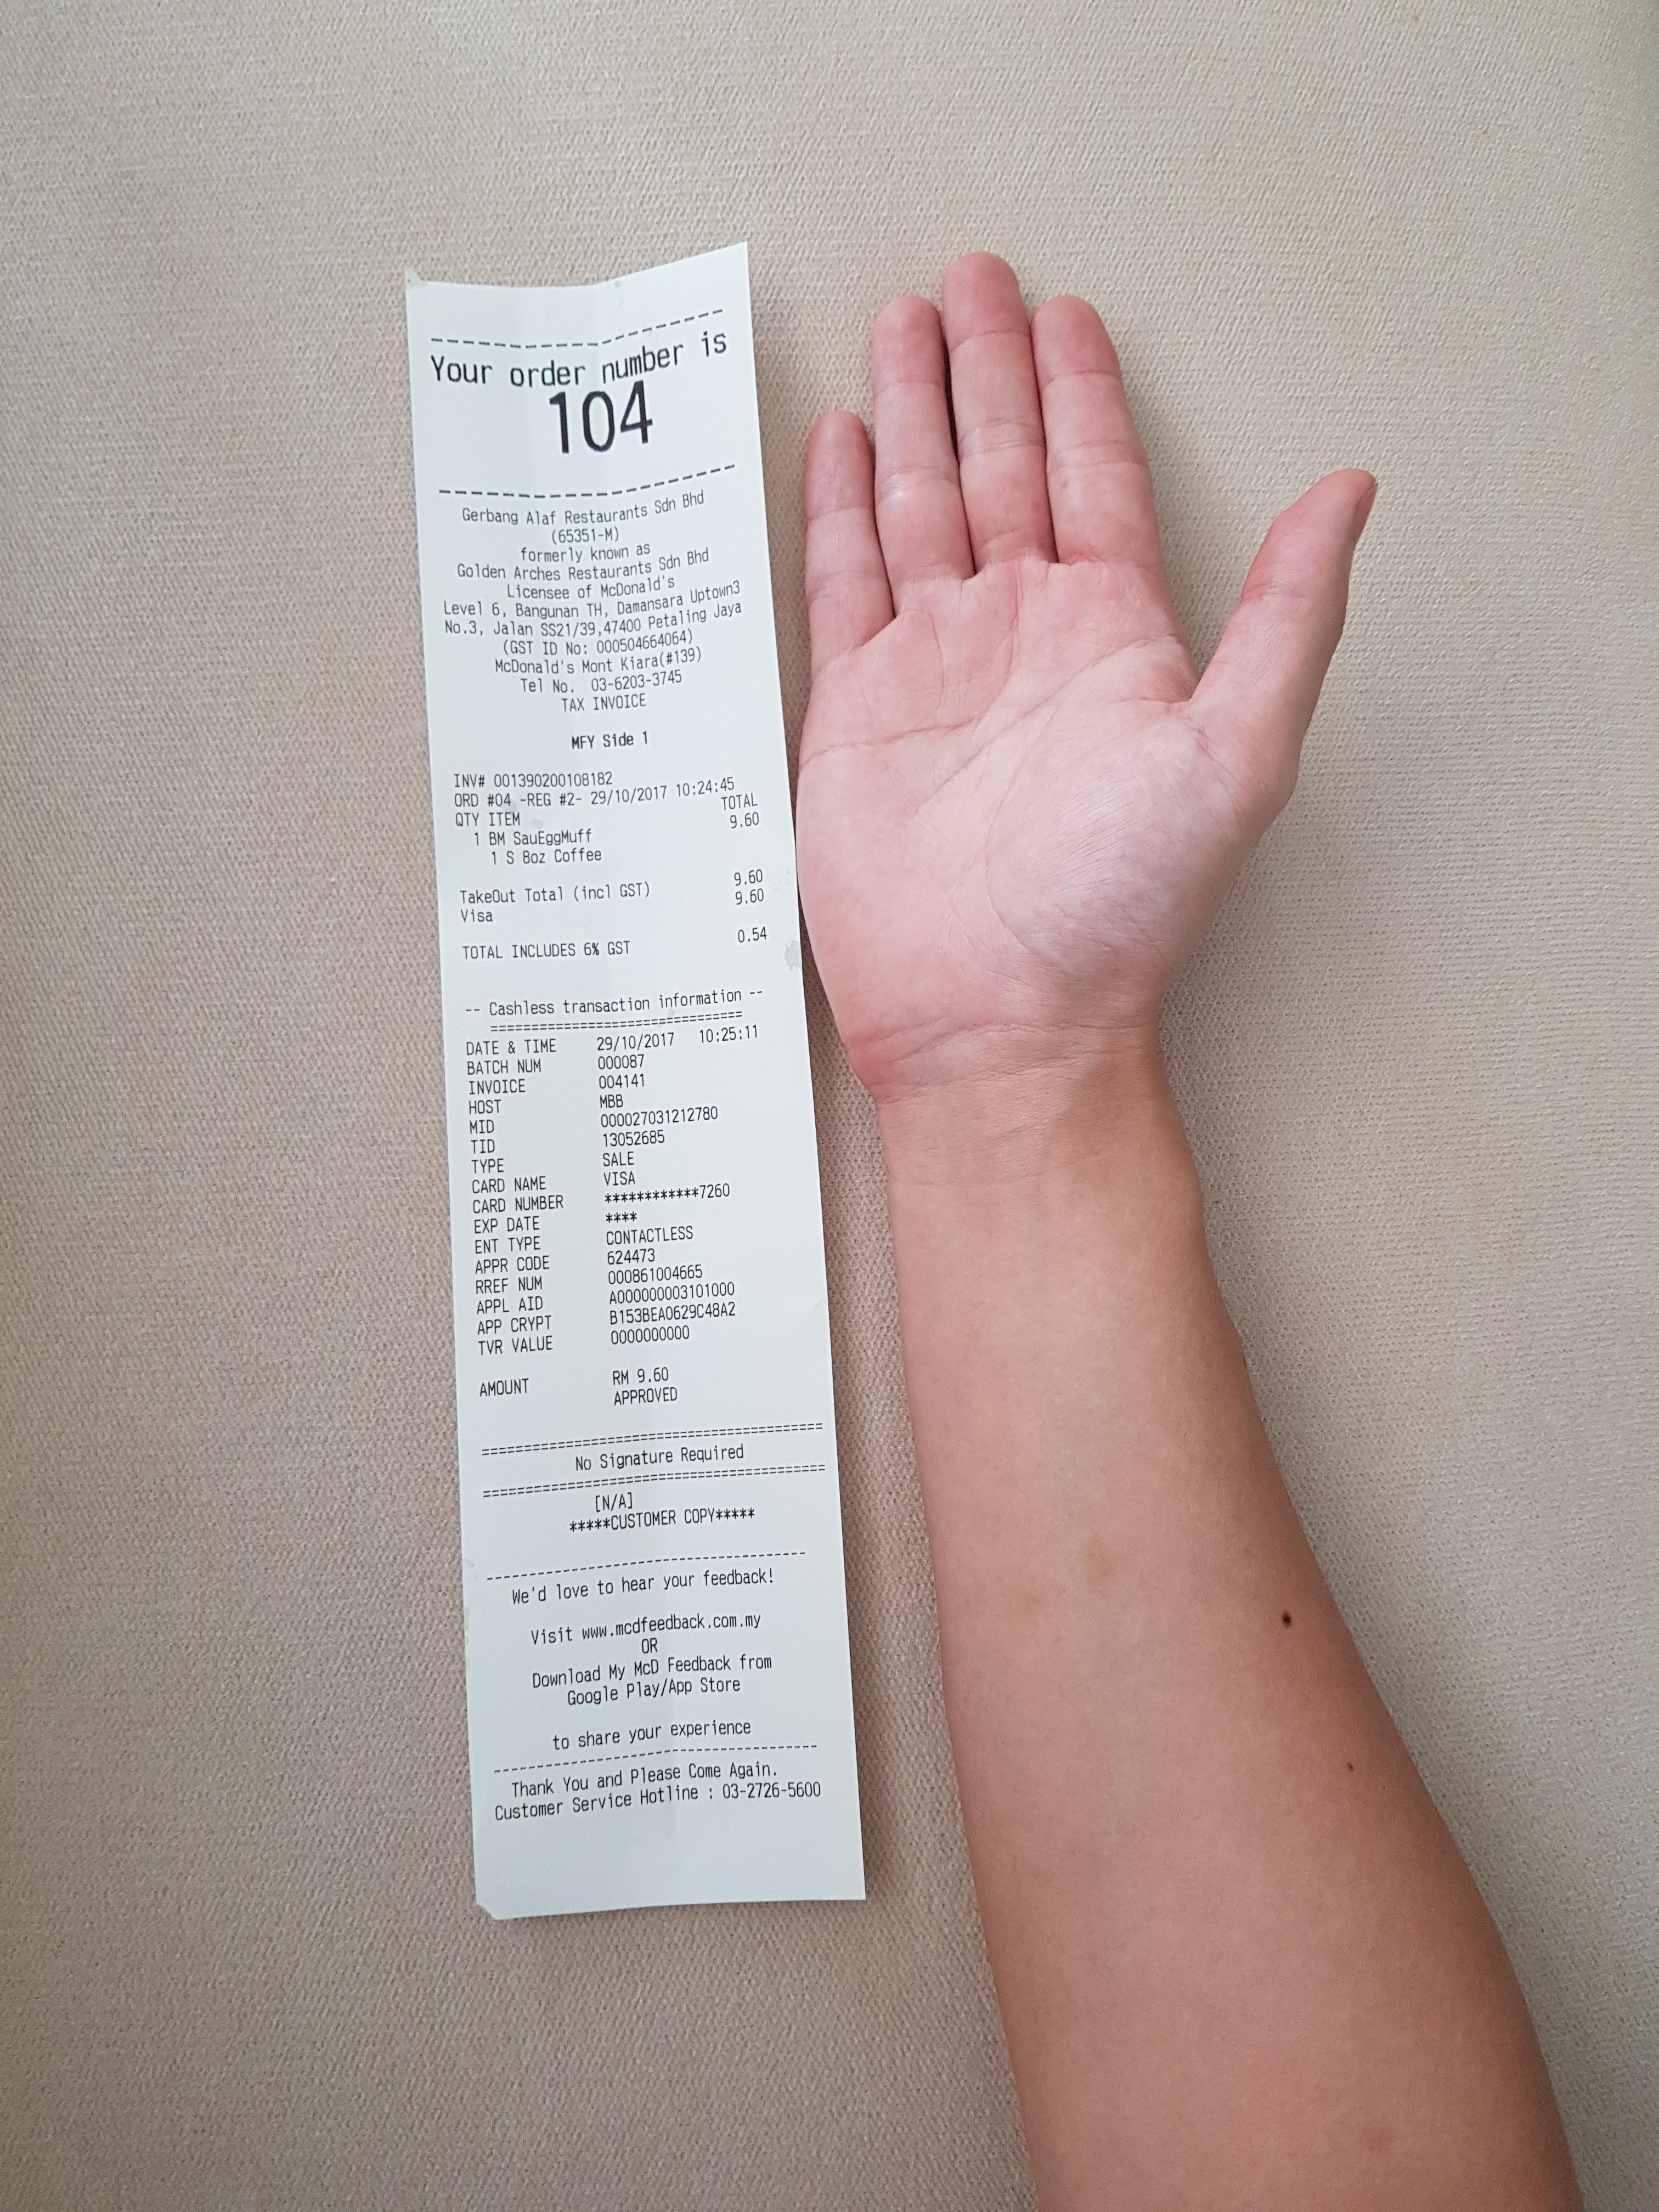 --------------------
Your order number is
104
--------------------
Gerbang Alaf Restaurants Sdn Bhd
(65351-M)
formerly known as
Golden Arches Restaurants Sdn Bhd
Licensee of McDonald's
Level 6, Bangunan TH, Damansara Uptown3
No.3, Jalan SS21/39,47400 Petaling Jaya
(GST ID No: 000504664064)
McDonald's Mont Kiara(#139)
Tel No. 03-6203-3745
TAX INVOICE
MFY Side 1
INV# 001390200108182
ORD #04 -REG #2- 29/10/2017 10:24:45
QTY ITEM TOTAL
1 BM SauEggMuff 9.60
1 S 8oz Coffee
TakeOut Total (incl GST) 9.60
Visa 9.60
TOTAL INCLUDES 6% GST 0.54
-- Cashless transaction information --
==============================
DATE & TIME 29/10/2017 10:25:11
BATCH NUM 000087
INVOICE 004141
HOST MBB
MID 000027031212780
TID 13052685
TYPE SALE
CARD NAME VISA
CARD NUMBER ************7260
EXP DATE ****
ENT TYPE CONTACTLESS
APPR CODE 624473
RREF NUM 000861004665
APPL AID A000000003101000
APP CRYPT B153BEA0629C48A2
TVR VALUE 0000000000
AMOUNT RM 9.60
APPROVED
========================================
No Signature Required
========================================
[N/A]
*****CUSTOMER COPY*****
--------------------------------------
We'd love to hear your feedback!
Visit www.mcdfeedback.com.my
OR
Download My McD Feedback from
Google Play/App Store
to share your experience
--------------------------------------
Thank You and Please Come Again.
Customer Service Hotline : 03-2726-5600